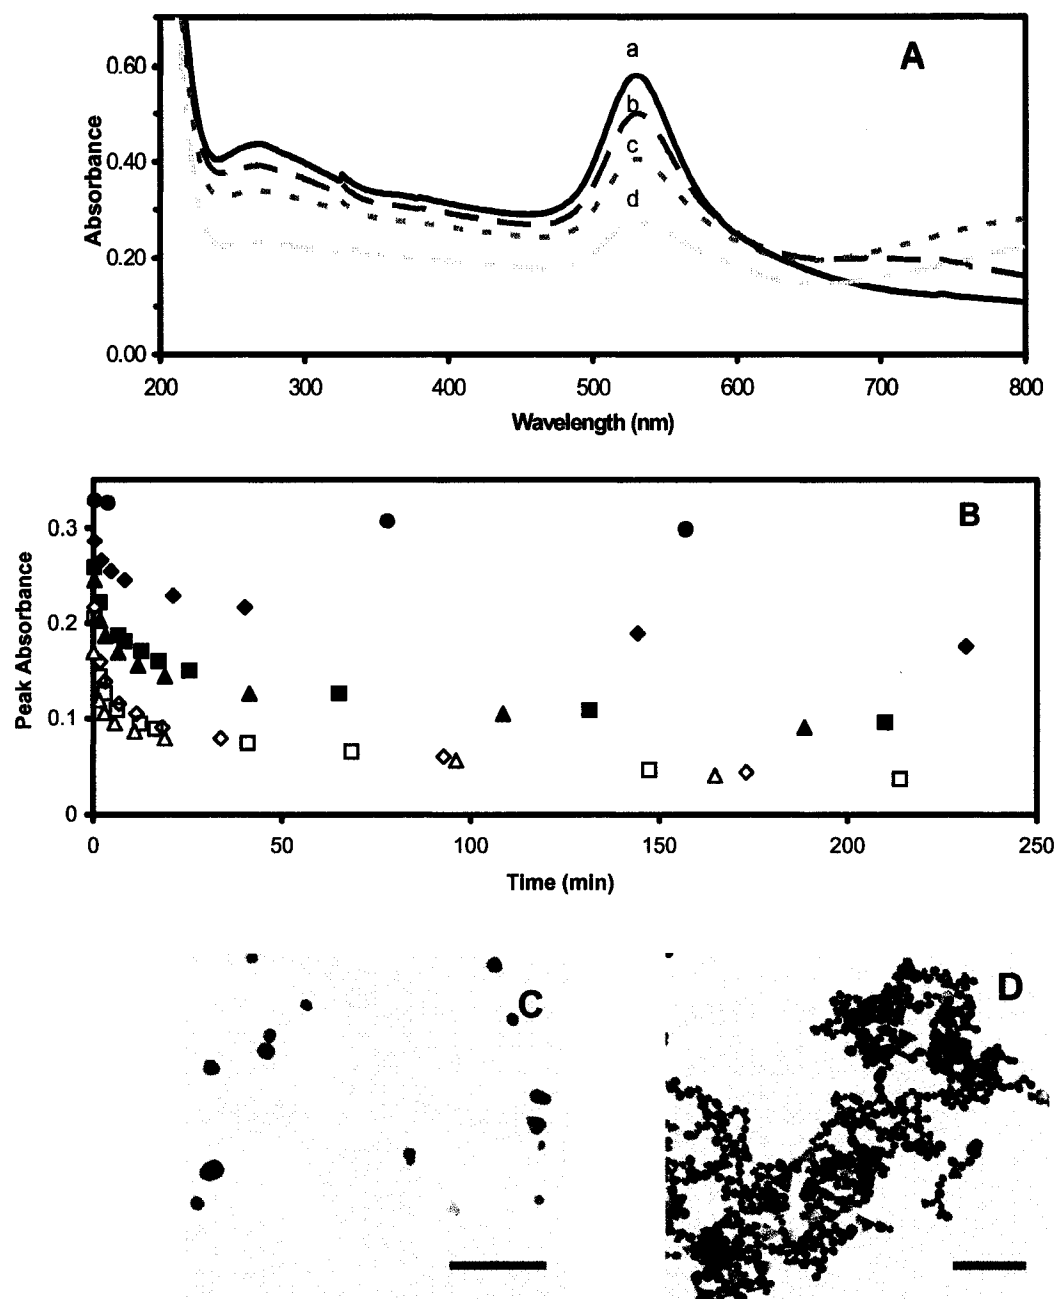 A
a
0.60
b
c
0.40
d
0.20
0.00
200 300 400 500 600 700 800
Absorbance
Wavelength (nm)
B
0.3
0.2
0.1
0
0 50 100 150 200 250
Peak Absorbance
Time (min)
C
D